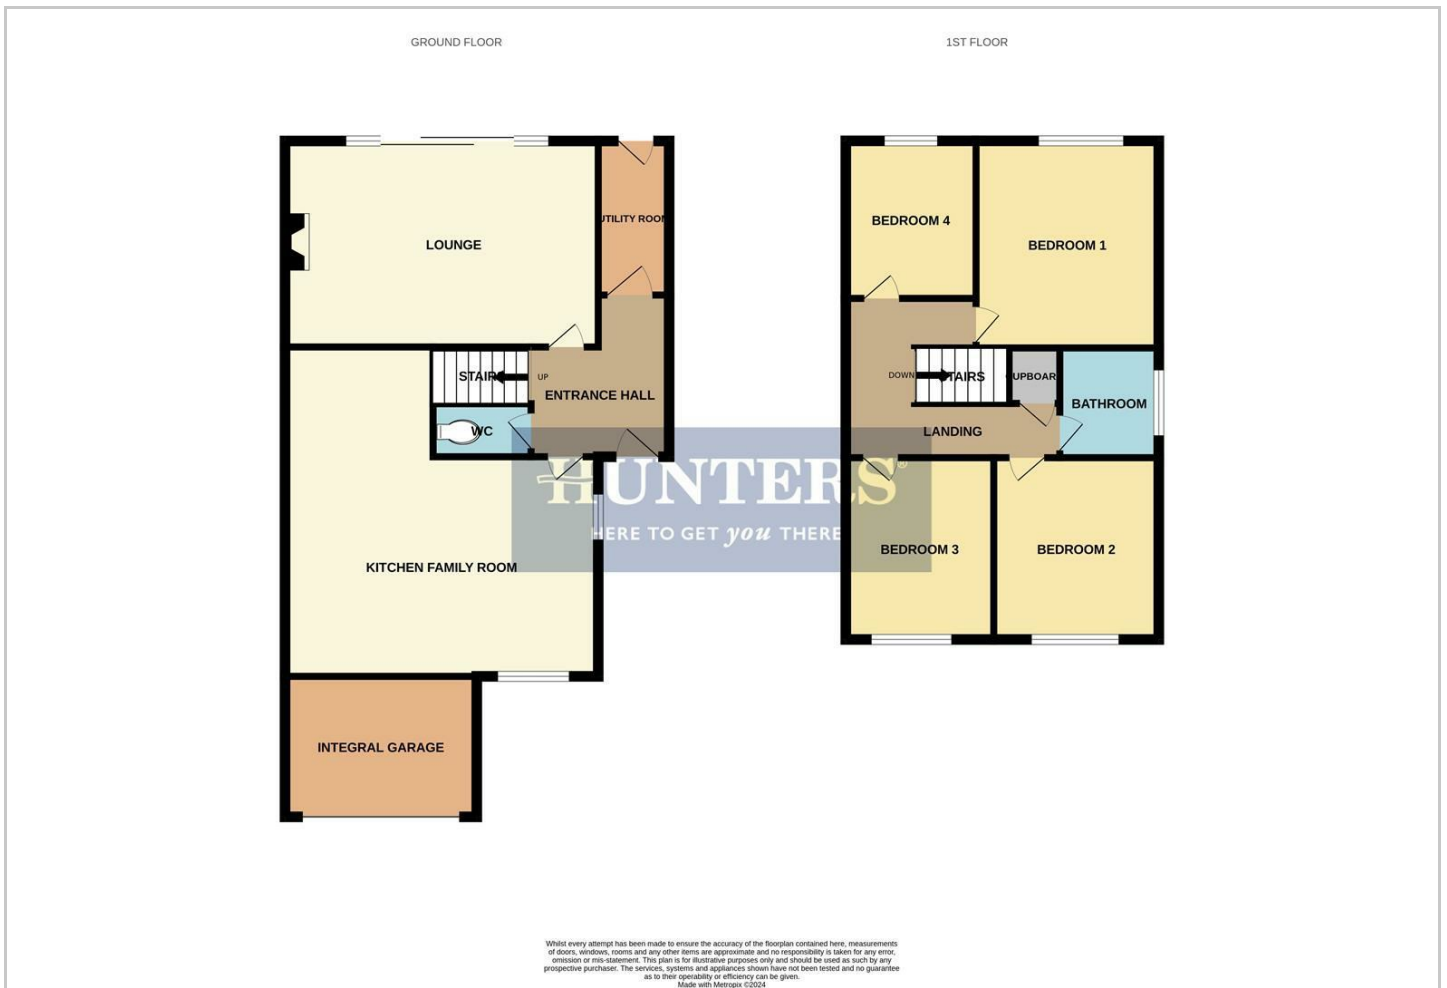 GROUND FLOOR
1ST FLOOR
LOUNGE
UTILITY ROOM
STAIRS
UP
ENTRANCE HALL
WC
KITCHEN FAMILY ROOM
INTEGRAL GARAGE
BEDROOM 4
BEDROOM 1
DOWN
STAIRS
CUPBOARD
BATHROOM
LANDING
BEDROOM 3
BEDROOM 2
HUNTERS®
HERE TO GET you THERE
Whilst every attempt has been made to ensure the accuracy of the floorplan contained here, measurements
of doors, windows, rooms and any other items are approximate and no responsibility is taken for any error,
omission or mis-statement. This plan is for illustrative purposes only and should be used as such by any
prospective purchaser. The services, systems and appliances shown have not been tested and no guarantee
as to their operability or efficiency can be given.
Made with Metropix ©2024